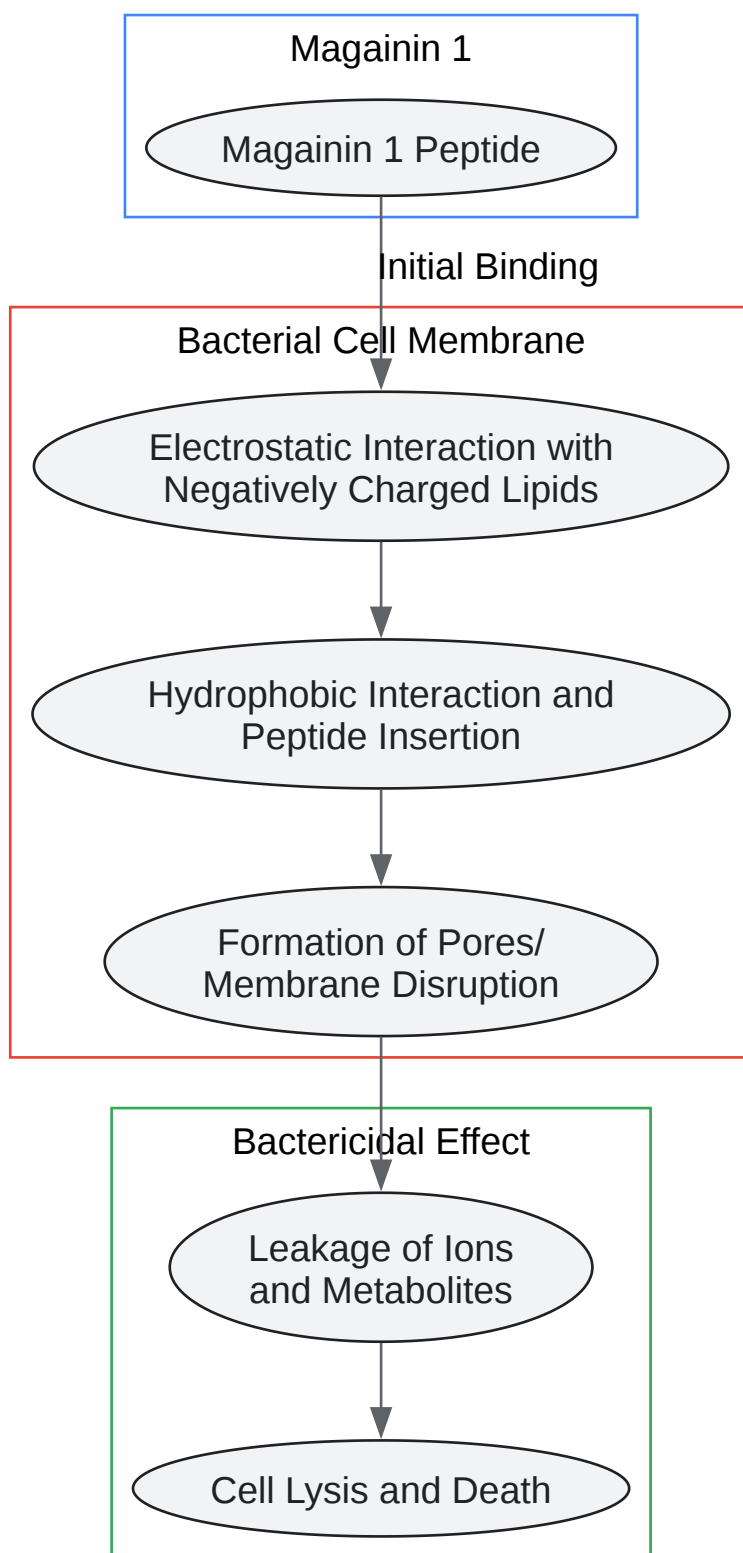 Magainin 1
Magainin 1 Peptide
Initial Binding
Bacterial Cell Membrane
Electrostatic Interaction with
Negatively Charged Lipids
Hydrophobic Interaction and
Peptide Insertion
Formation of Pores/
Membrane Disruption
Bactericidal Effect
Leakage of Ions
and Metabolites
Cell Lysis and Death